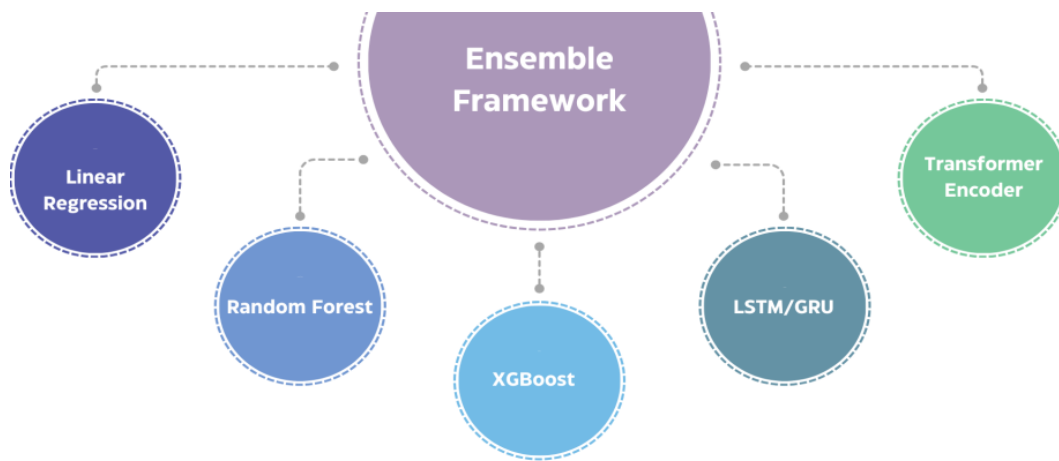 Ensemble
Framework
Linear
Regression
Transformer
Encoder
Random Forest
LSTM/GRU
XGBoost